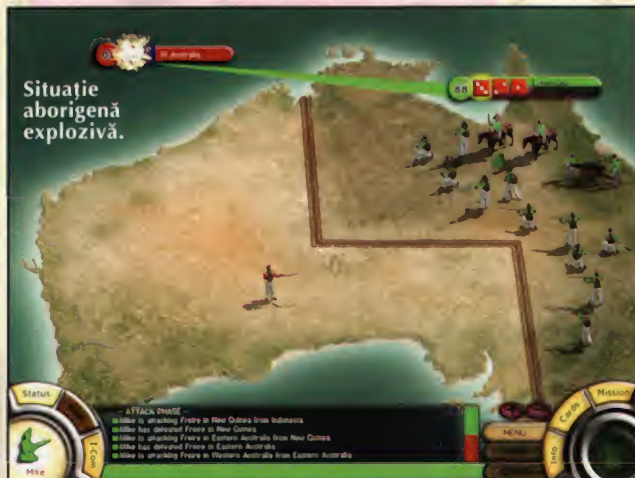 Situație
aborigenă
explozivă.
W Australia
88
Status
I-Com
Mike
- ATTACK PHASE -
Mike is attacking Freire in New Guinea from Indonesia
Mike has defeated Freire in New Guinea
Mike is attacking Freire in Eastern Australia from New Guinea
Mike has defeated Freire in Eastern Australia
Mike is attacking Freire in Western Australia from Eastern Australia
MENU
Info
Cards
Mission